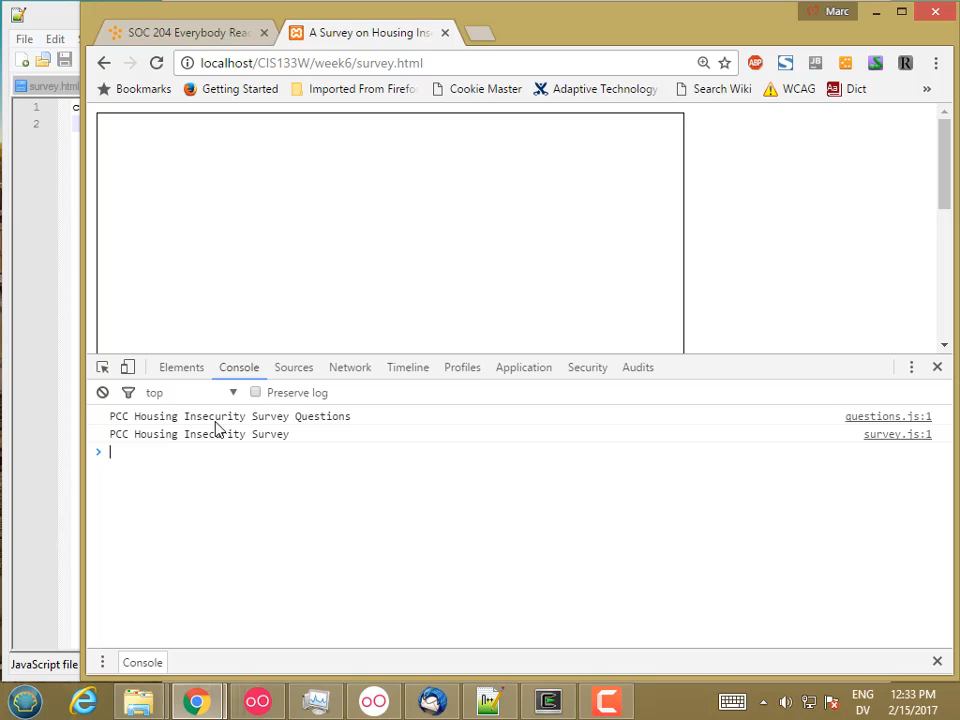 Marc
SOC 204 Everybody Rea
A Survey on Housing Ins
File Edit
localhost/CIS133W/week6/survey.html
ABP
S
JB
S
R
survey.html
Bookmarks Getting Started Imported From Firefo Cookie Master Adaptive Technology Search Wiki WCAG Dict »
1
2
Elements Console Sources Network Timeline Profiles Application Security Audits
top Preserve log
PCC Housing Insecurity Survey Questions questions.js:1
PCC Housing Insecurity Survey survey.js:1
Console
JavaScript file
ENG 12:33 PM
DV 2/15/2017